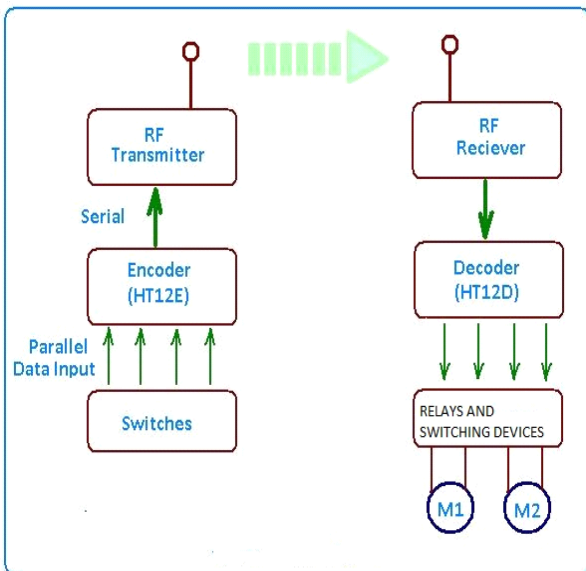 RF
Transmitter
Serial
Encoder
(HT12E)
Parallel
Data Input
Switches
RF
Reciever
Decoder
(HT12D)
RELAYS AND
SWITCHING DEVICES
M1 M2